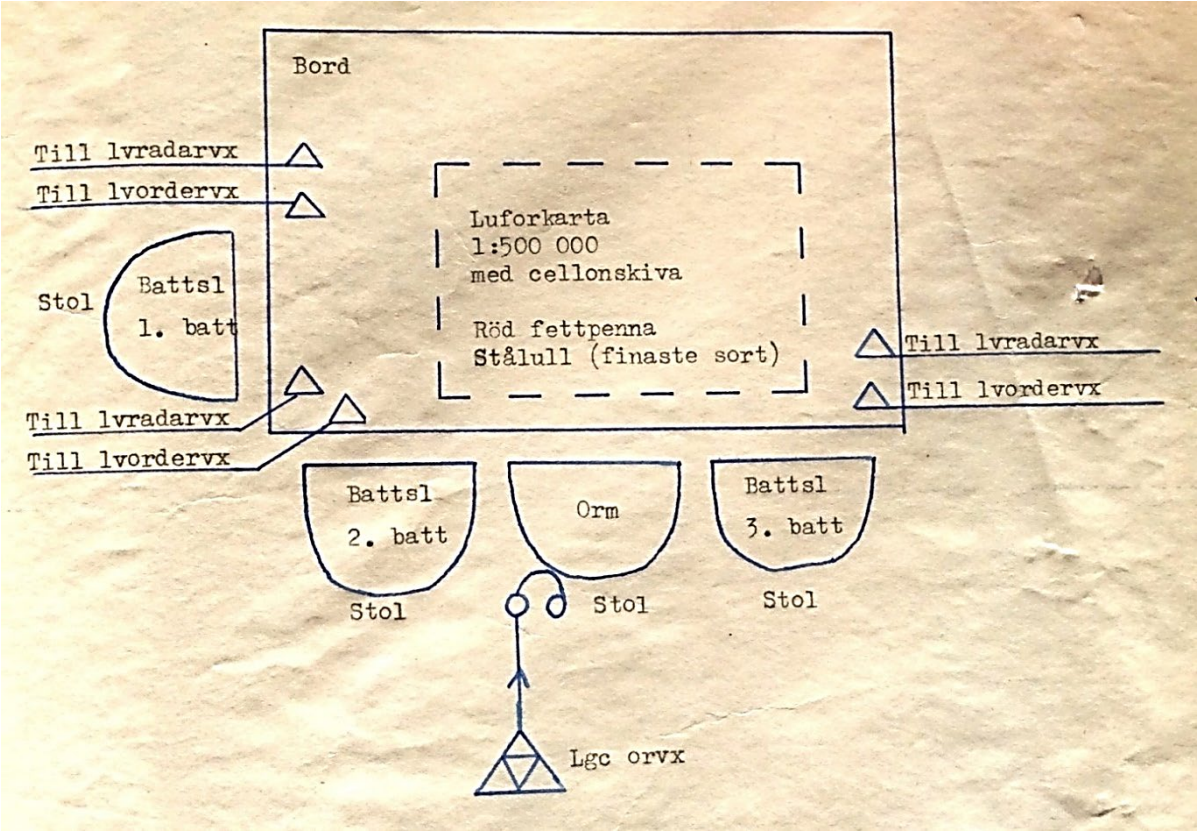 Bord
Till lvradarvx
Till lvordervx
Luforkarta
1:500 000
med cellonskiva
Röd fettpenna
Stålull (finaste sort)
Stol
Battsl
1. batt
Till lvradarvx
Till lvordervx
Till lvradarvx
Till lvordervx
Battsl
2. batt
Stol
Orm
Stol
Battsl
3. batt
Stol
Lgc orvx